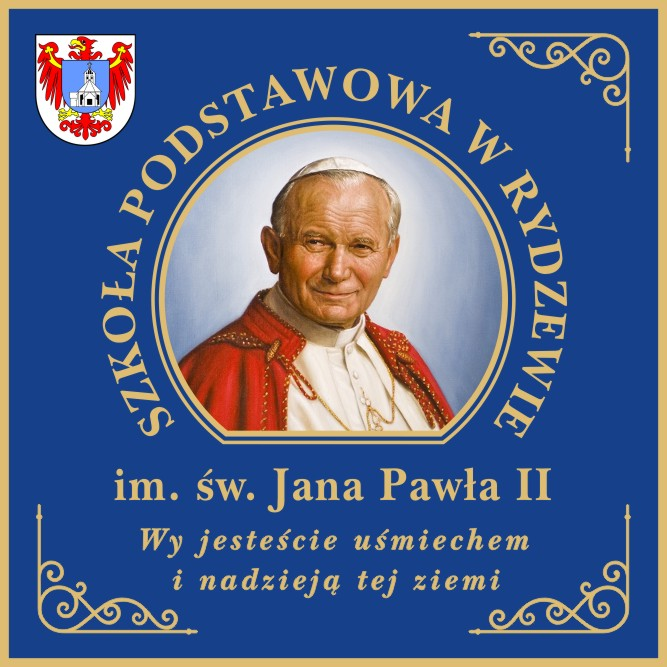 SZKOŁA PODSTAWOWA W RYDZEWIE
im. św. Jana Pawła II
Wy jesteście uśmiechem
i nadzieją tej ziemi